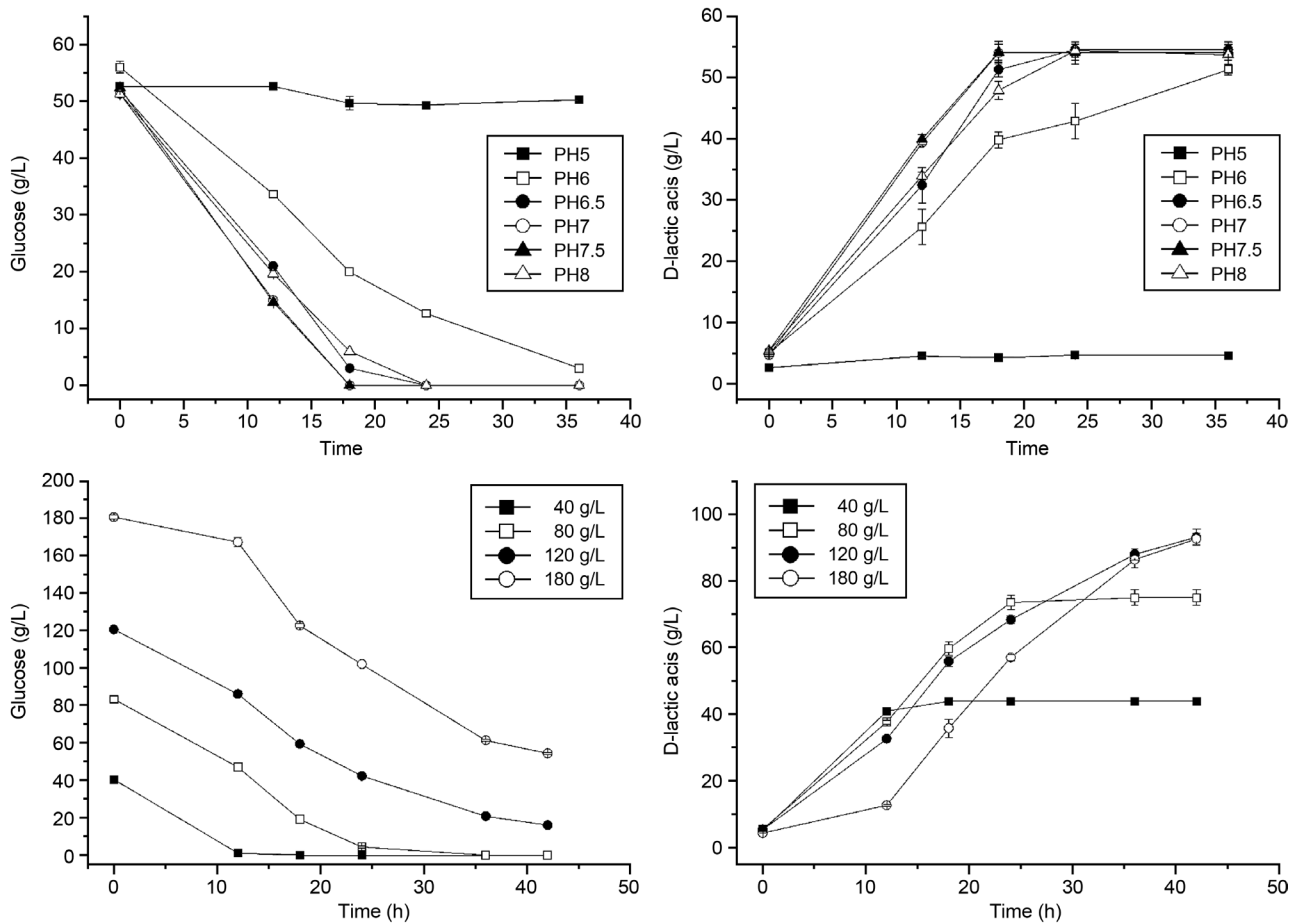 Glucose (g/L)
60
50
40
30
20
10
0
PH5
PH6
PH6.5
PH7
PH7.5
PH8
0 5 10 15 20 25 30 35 40
Time
D-lactic acis (g/L)
60
50
40
30
20
10
0
PH5
PH6
PH6.5
PH7
PH7.5
PH8
0 5 10 15 20 25 30 35 40
Time
Glucose (g/L)
200
180
160
140
120
100
80
60
40
20
0
40 g/L
80 g/L
120 g/L
180 g/L
0 10 20 30 40 50
Time (h)
D-lactic acis (g/L)
100
80
60
40
20
0
40 g/L
80 g/L
120 g/L
180 g/L
0 10 20 30 40 50
Time (h)